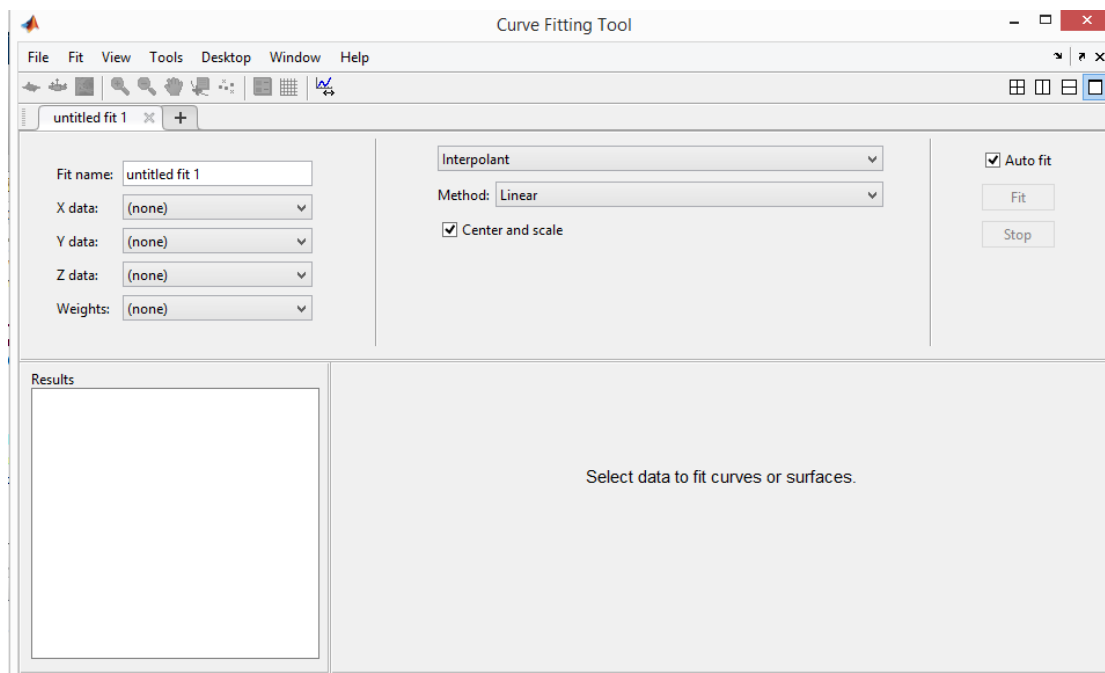 Curve Fitting Tool
File Fit View Tools Desktop Window Help
untitled fit 1
Fit name: untitled fit 1
X data: (none)
Y data: (none)
Z data: (none)
Weights: (none)
Interpolant
Method: Linear
Center and scale
Auto fit
Fit
Stop
Results
Select data to fit curves or surfaces.